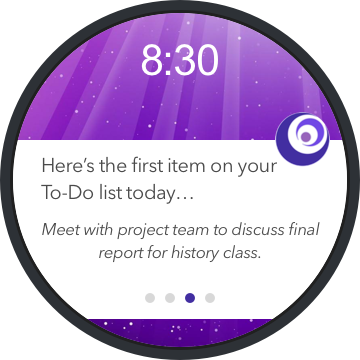 8:30
Here’s the first item on your
To-Do list today…
Meet with project team to discuss final
report for history class.